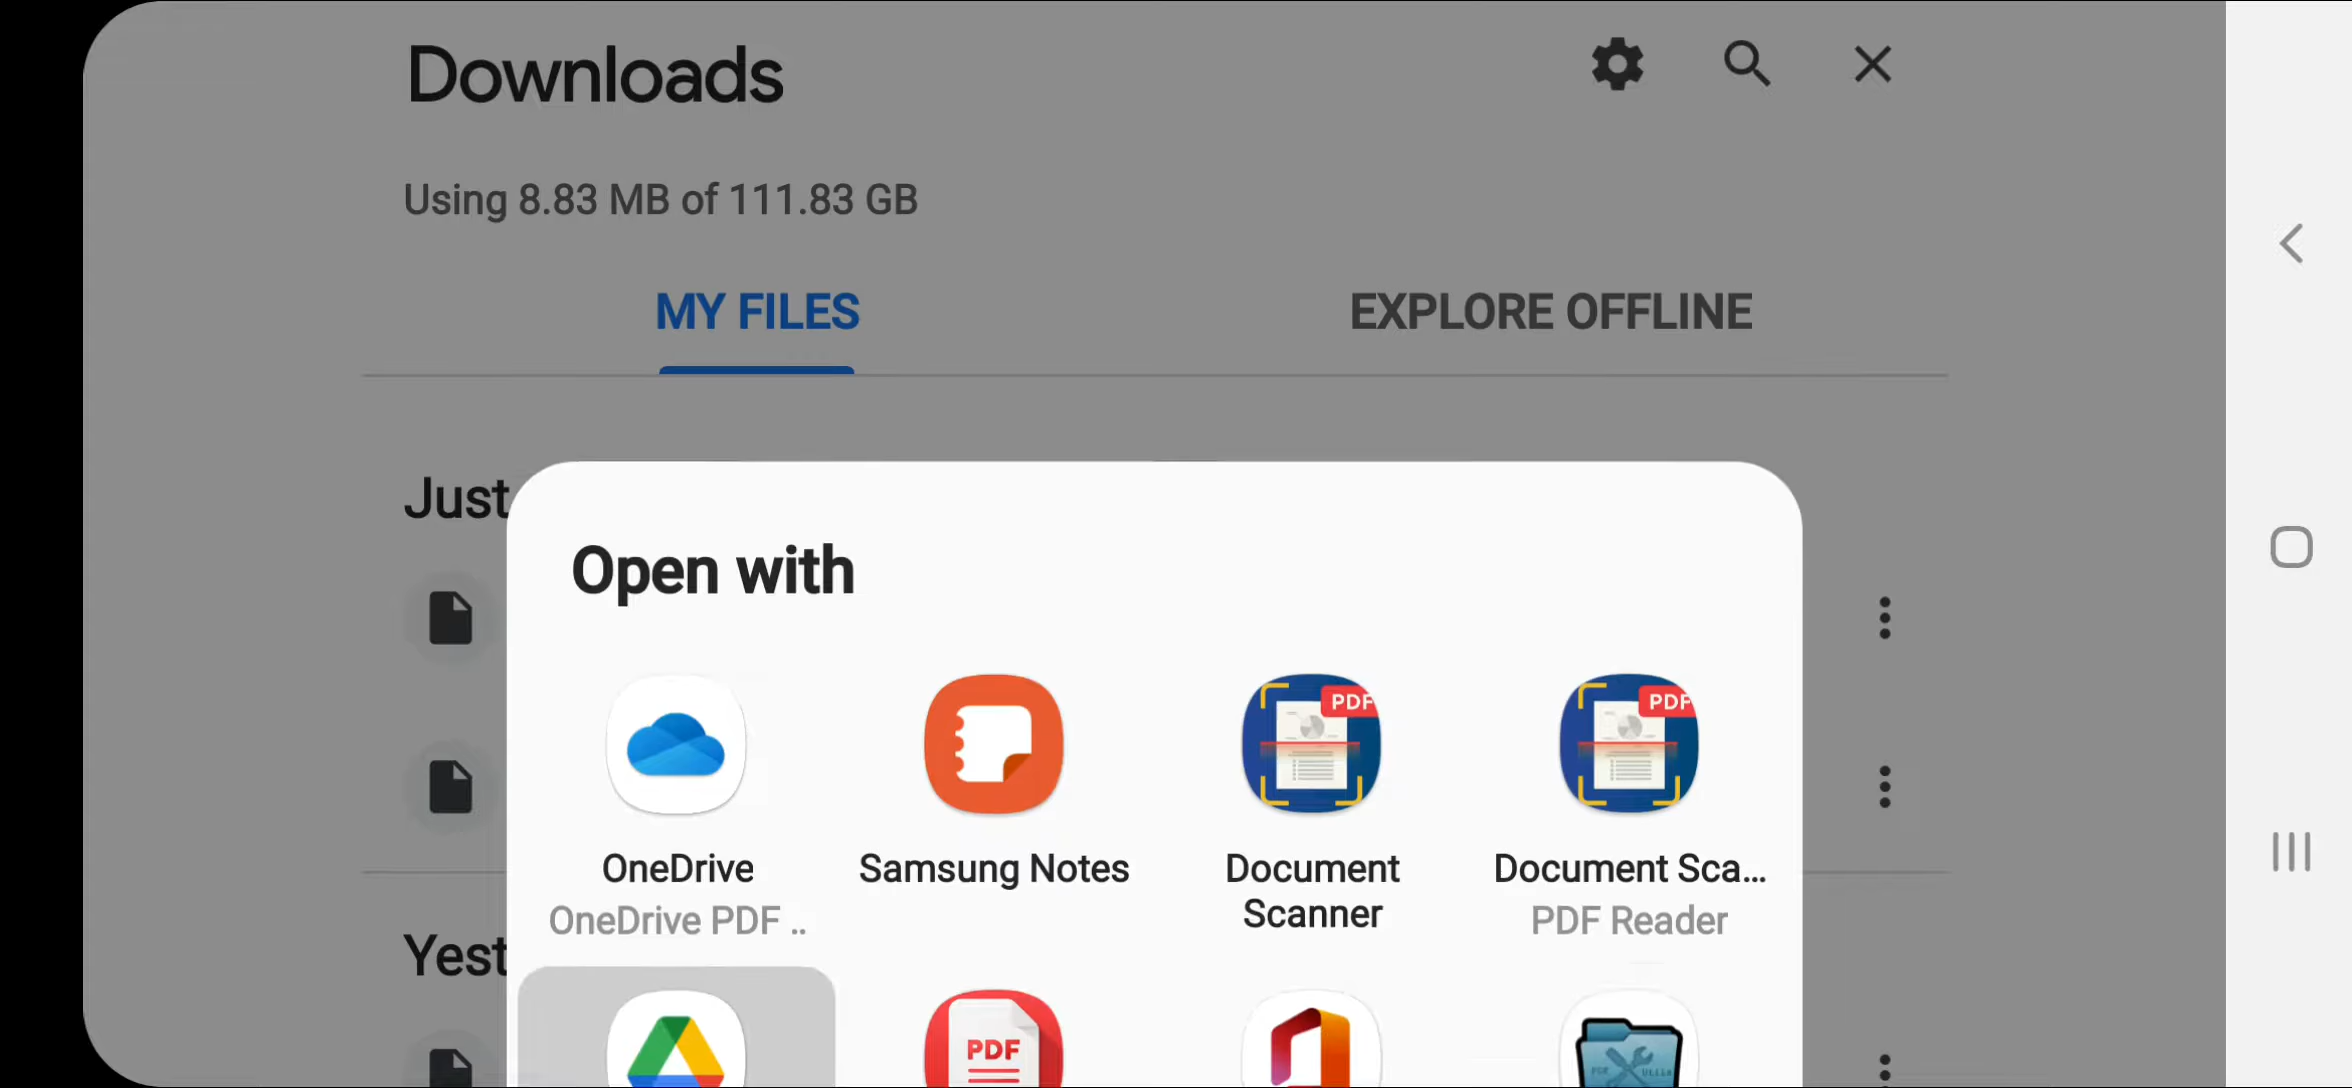 Downloads
Using 8.83 MB of 111.83 GB
MY FILES
EXPLORE OFFLINE
Just
Open with
PDF
PDF
OneDrive
OneDrive PDF ..
Samsung Notes
Document
Scanner
Document Sca...
PDF Reader
Yest
PDF